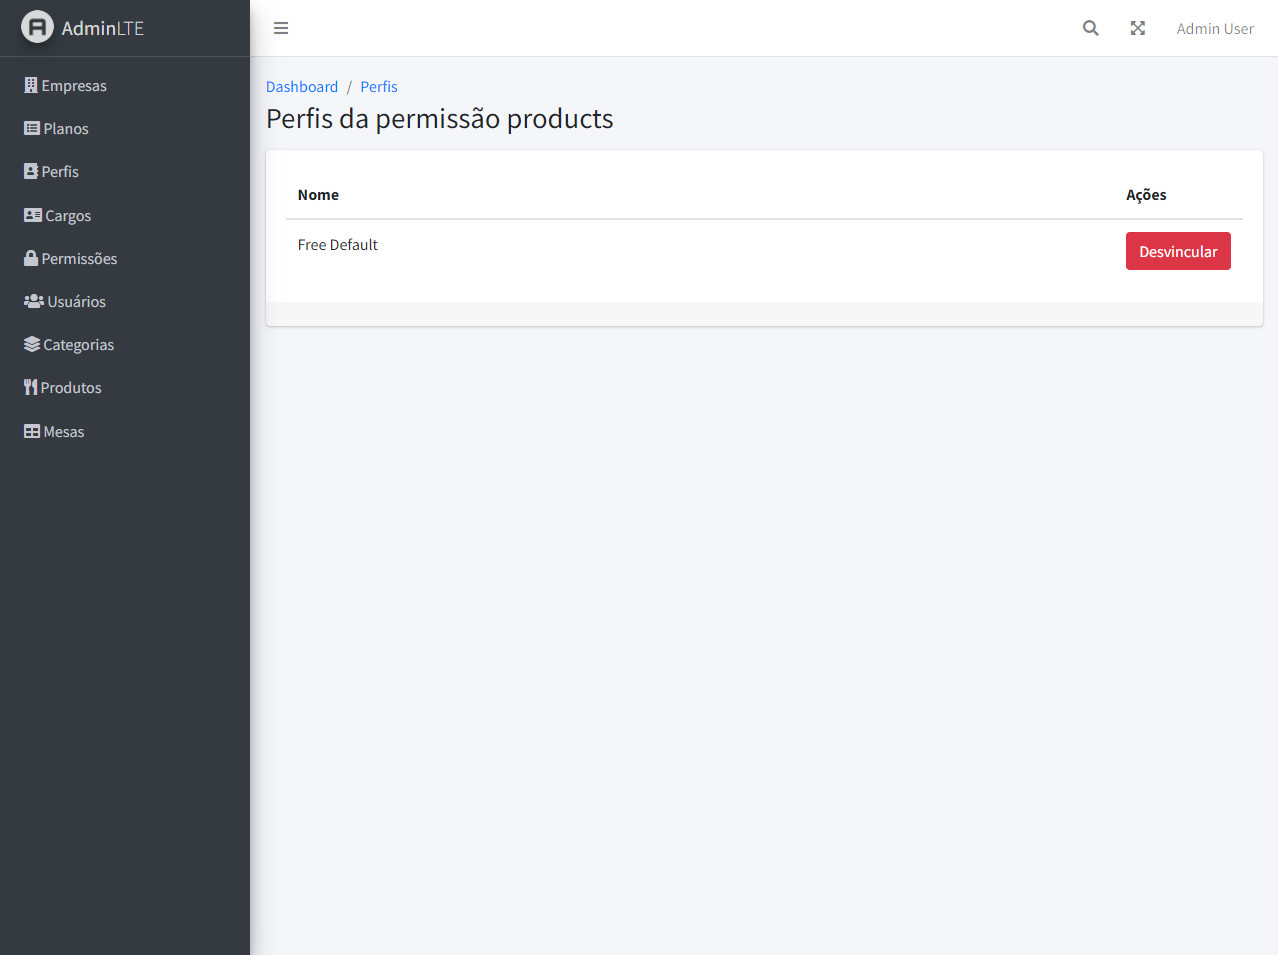 AdminLTE
Admin User
Empresas
Planos
Perfis
Cargos
Permissões
Usuários
Categorias
Produtos
Mesas
Dashboard / Perfis
Perfis da permissão products
Nome Ações
Free Default Desvincular